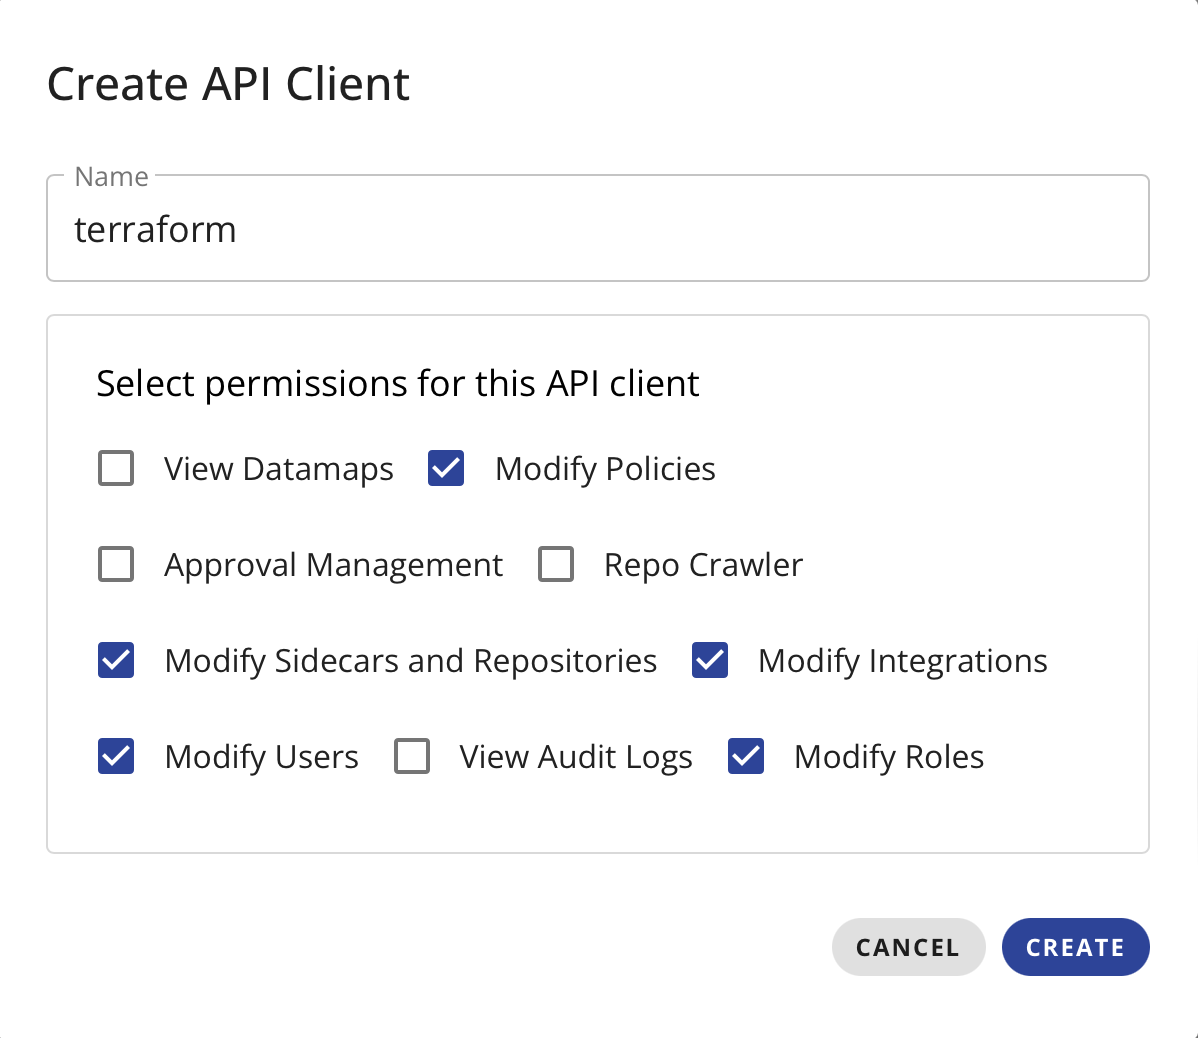 Create API Client
Name
terraform
Select permissions for this API client
View Datamaps Modify Policies
Approval Management Repo Crawler
Modify Sidecars and Repositories Modify Integrations
Modify Users View Audit Logs Modify Roles
CANCEL CREATE